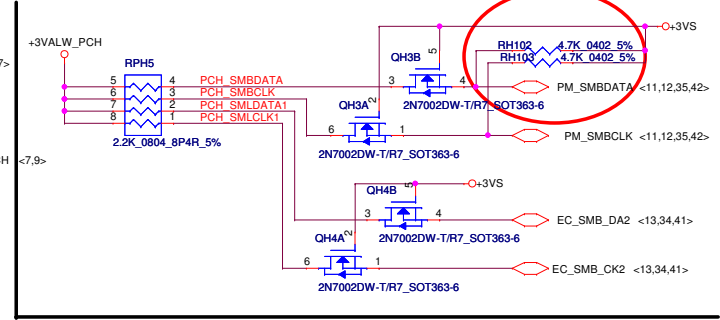 +3VS
+3VALW_PCH
RH102 4.7K_0402_5%
RH103 4.7K_0402_5%
QH3B
5
RPH5
5 4 PCH_SMBDATA
6 3 PCH_SMBCLK
7 2 PCH_SMLDATA1
8 1 PCH_SMLCLK1
2.2K_0804_8P4R_5%
3 4
PM_SMBDATA <11,12,35,42>
2N7002DW-T/R7_SOT363-6
QH3A
2
6 1
PM_SMBCLK <11,12,35,42>
2N7002DW-T/R7_SOT363-6
7>
H <7,9>
+3VS
QH4B
5
3 4
EC_SMB_DA2 <13,34,41>
2N7002DW-T/R7_SOT363-6
QH4A
2
6 1
EC_SMB_CK2 <13,34,41>
2N7002DW-T/R7_SOT363-6